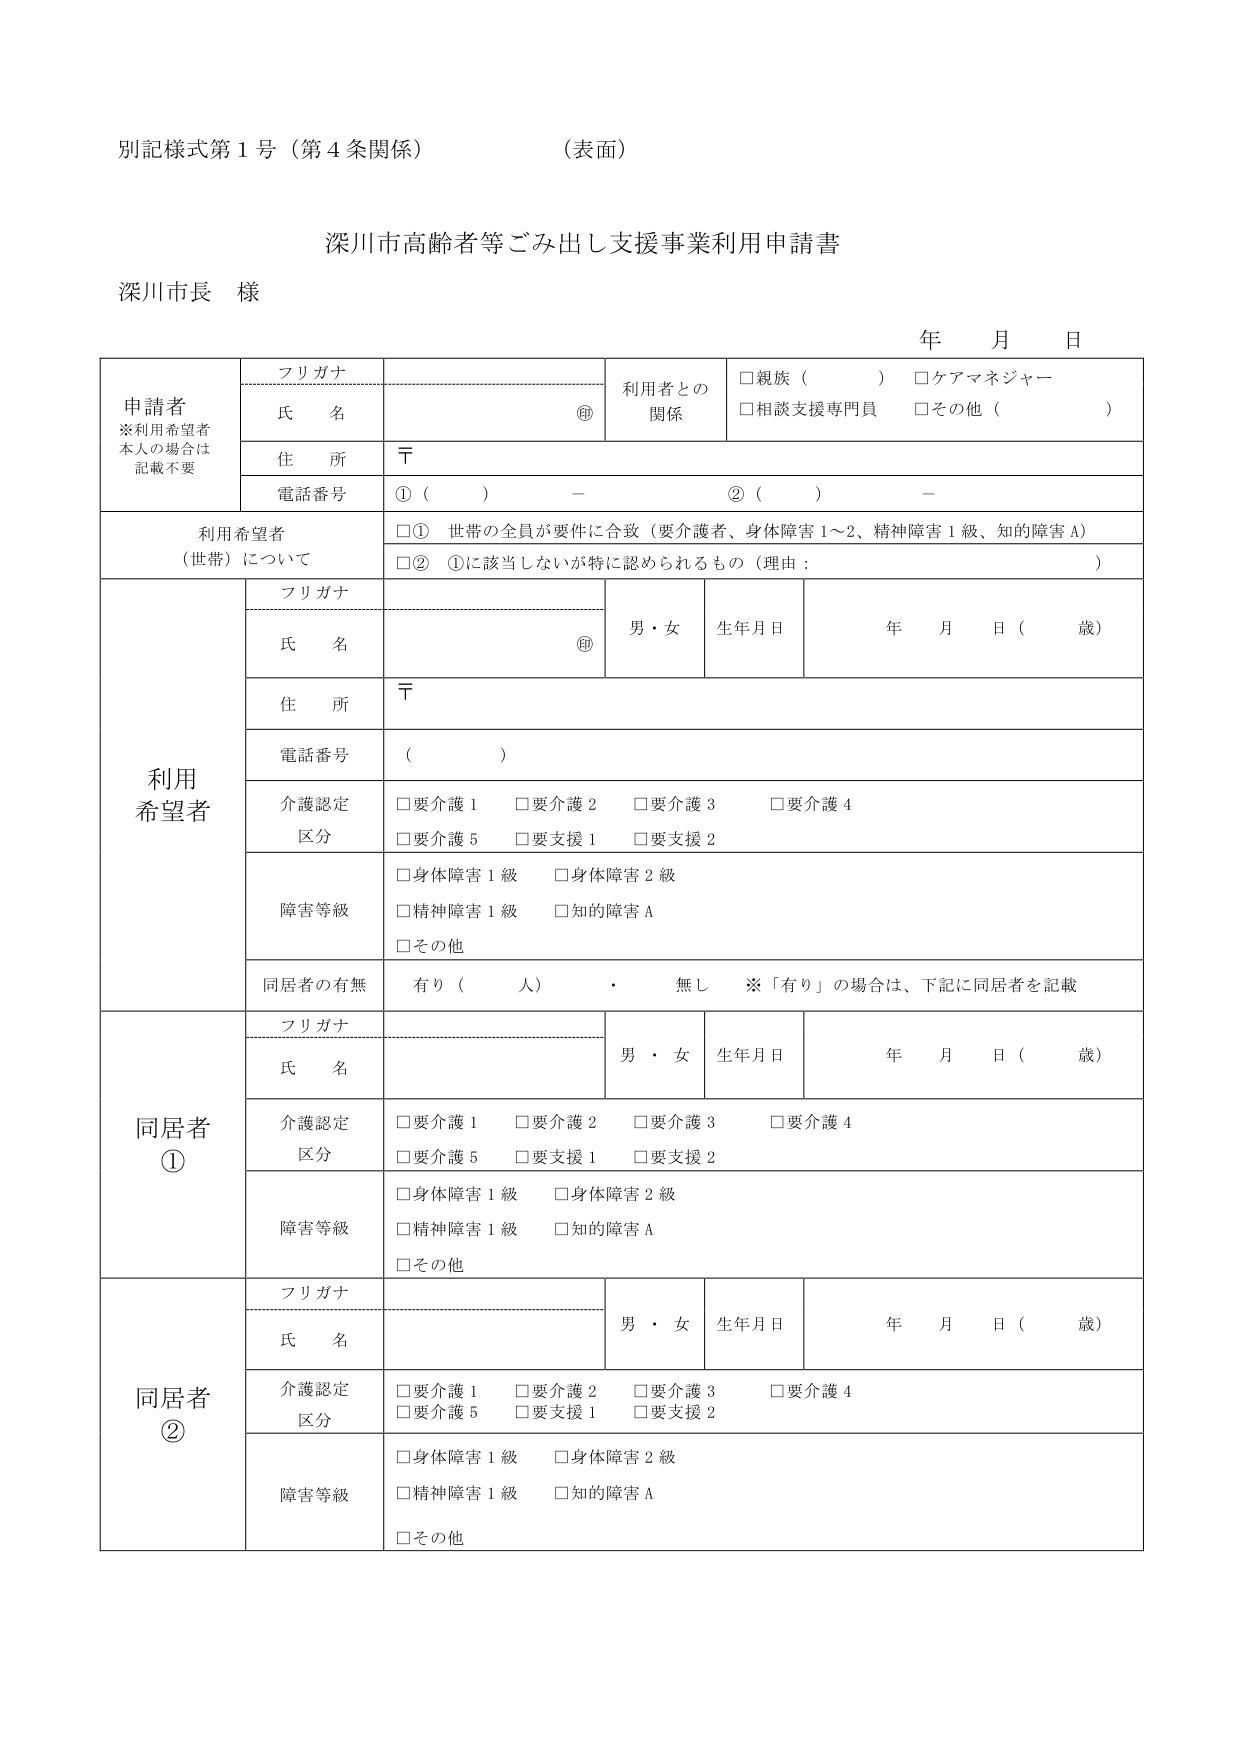 別記様式第１号（第４条関係）　　　　　　（表面）
深川市高齢者等ごみ出し支援事業利用申請書
深川市長　様
年　　月　　日
申請者
※利用希望者
本人の場合は
記載不要
フリガナ
氏　名　　　　㊞
利用者との
関係
□親族（　　　　）　□ケアマネジャー
□相談支援専門員　　□その他（　　　　　　）
住　所　　〒
電話番号　　①（　　　）　　　　－　　　　　　　　②（　　　）　　　　　－
利用希望者
（世帯）について
□①　世帯の全員が要件に合致（要介護者、身体障害1～2、精神障害1級、知的障害A）
□②　①に該当しないが特に認められるもの（理由：　　　　　　　　　　　　　　　　）
利用
希望者
フリガナ
氏　名　　　　㊞
男・女　　生年月日　　　　年　　月　　日（　　　歳）
住　所　　〒
電話番号　　（　　　　　）
介護認定
区分
□要介護1　　□要介護2　　□要介護3　　　□要介護4
□要介護5　　□要支援1　　□要支援2
障害等級
□身体障害1級　　□身体障害2級
□精神障害1級　　□知的障害A
□その他
同居者の有無　　有り（　　　人）　　　・　　　無し　　※「有り」の場合は、下記に同居者を記載
同居者
①
フリガナ
氏　名
男　・　女　　生年月日　　　　年　　月　　日（　　　歳）
介護認定
区分
□要介護1　　□要介護2　　□要介護3　　　□要介護4
□要介護5　　□要支援1　　□要支援2
障害等級
□身体障害1級　　□身体障害2級
□精神障害1級　　□知的障害A
□その他
同居者
②
フリガナ
氏　名
男　・　女　　生年月日　　　　年　　月　　日（　　　歳）
介護認定
区分
□要介護1　　□要介護2　　□要介護3　　　□要介護4
□要介護5　　□要支援1　　□要支援2
障害等級
□身体障害1級　　□身体障害2級
□精神障害1級　　□知的障害A
□その他